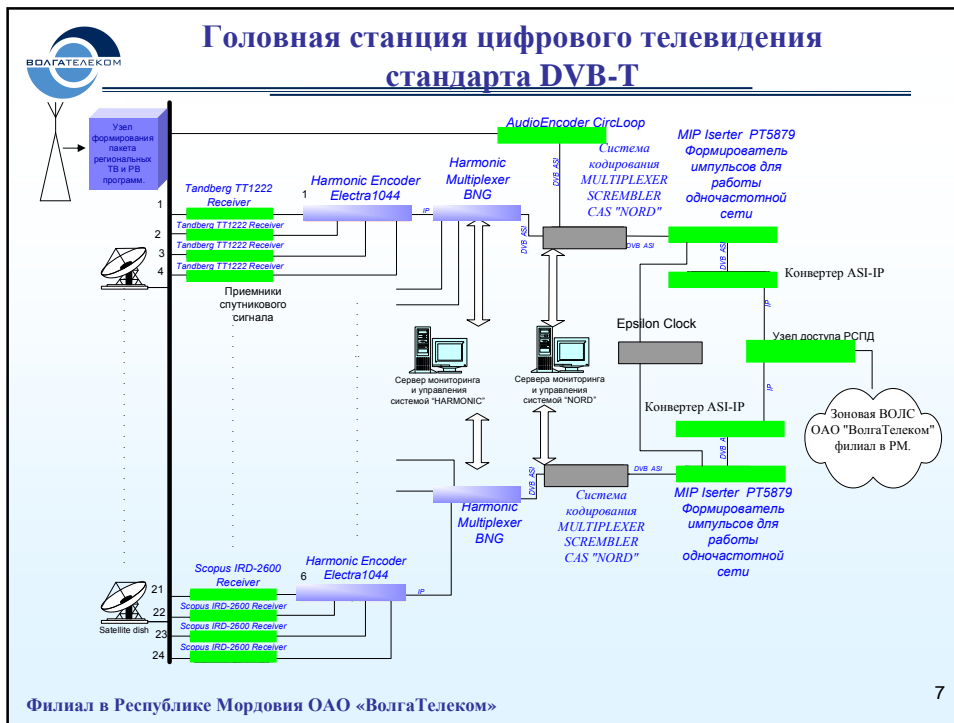 Головная станция цифрового телевидения
стандарта DVB-T
ВОЛГАТЕЛЕКОМ
Узел
формирования
пакета
региональных
ТВ и РВ
программ.
AudioEncoder CircLoop
MIP Iserter PT5879
Формирователь
импульсов для
работы
одночастотной
сети
Система
кодирования
MULTIPLEXER
SCREMBLER
CAS "NORD"
DVB ASI
Harmonic
Multiplexer
BNG
Harmonic Encoder
Electra1044
1
IP
Tandberg TT1222
Receiver
1
Tandberg TT1222 Receiver
2
Tandberg TT1222 Receiver
3
Tandberg TT1222 Receiver
4
Приемники
спутникового
сигнала
DVB ASI
DVB ASI
DVB ASI
Конвертер ASI-IP
IP
Epsilon Clock
Узел доступа РСПД
Сервер мониторинга
и управления
системой “HARMONIC”
Сервера мониторинга
и управления
системой “NORD”
IP
Конвертер ASI-IP
Зоновая ВОЛС
ОАО "ВолгаТелеком"
филиал в РМ.
DVB A
DVB ASI
DVB ASI
Harmonic
Multiplexer
BNG
Система
кодирования
MULTIPLEXER
SCREMBLER
CAS "NORD"
MIP Iserter PT5879
Формирователь
импульсов для
работы
одночастотной
сети
Harmonic Encoder
Electra1044
6
IP
Scopus IRD-2600
Receiver
21
Scopus IRD-2600 Receiver
22
Scopus IRD-2600 Receiver
23
Scopus IRD-2600 Receiver
24
Satellite dish
7
Филиал в Республике Мордовия ОАО «ВолгаТелеком»